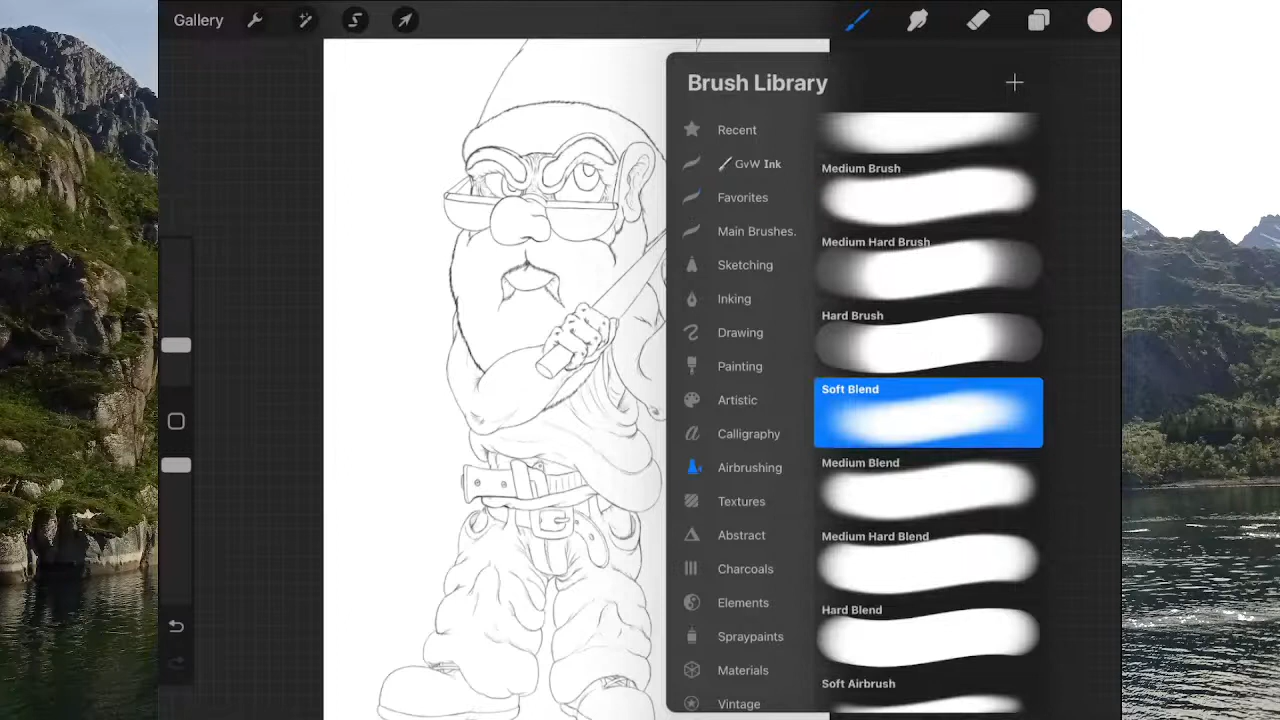 Gallery
Brush Library
Recent
GvW Ink
Favorites
Main Brushes.
Sketching
Inking
Drawing
Painting
Artistic
Calligraphy
Airbrushing
Textures
Abstract
Charcoals
Elements
Spraypaints
Materials
Vintage
Medium Brush
Medium Hard Brush
Hard Brush
Soft Blend
Medium Blend
Medium Hard Blend
Hard Blend
Soft Airbrush